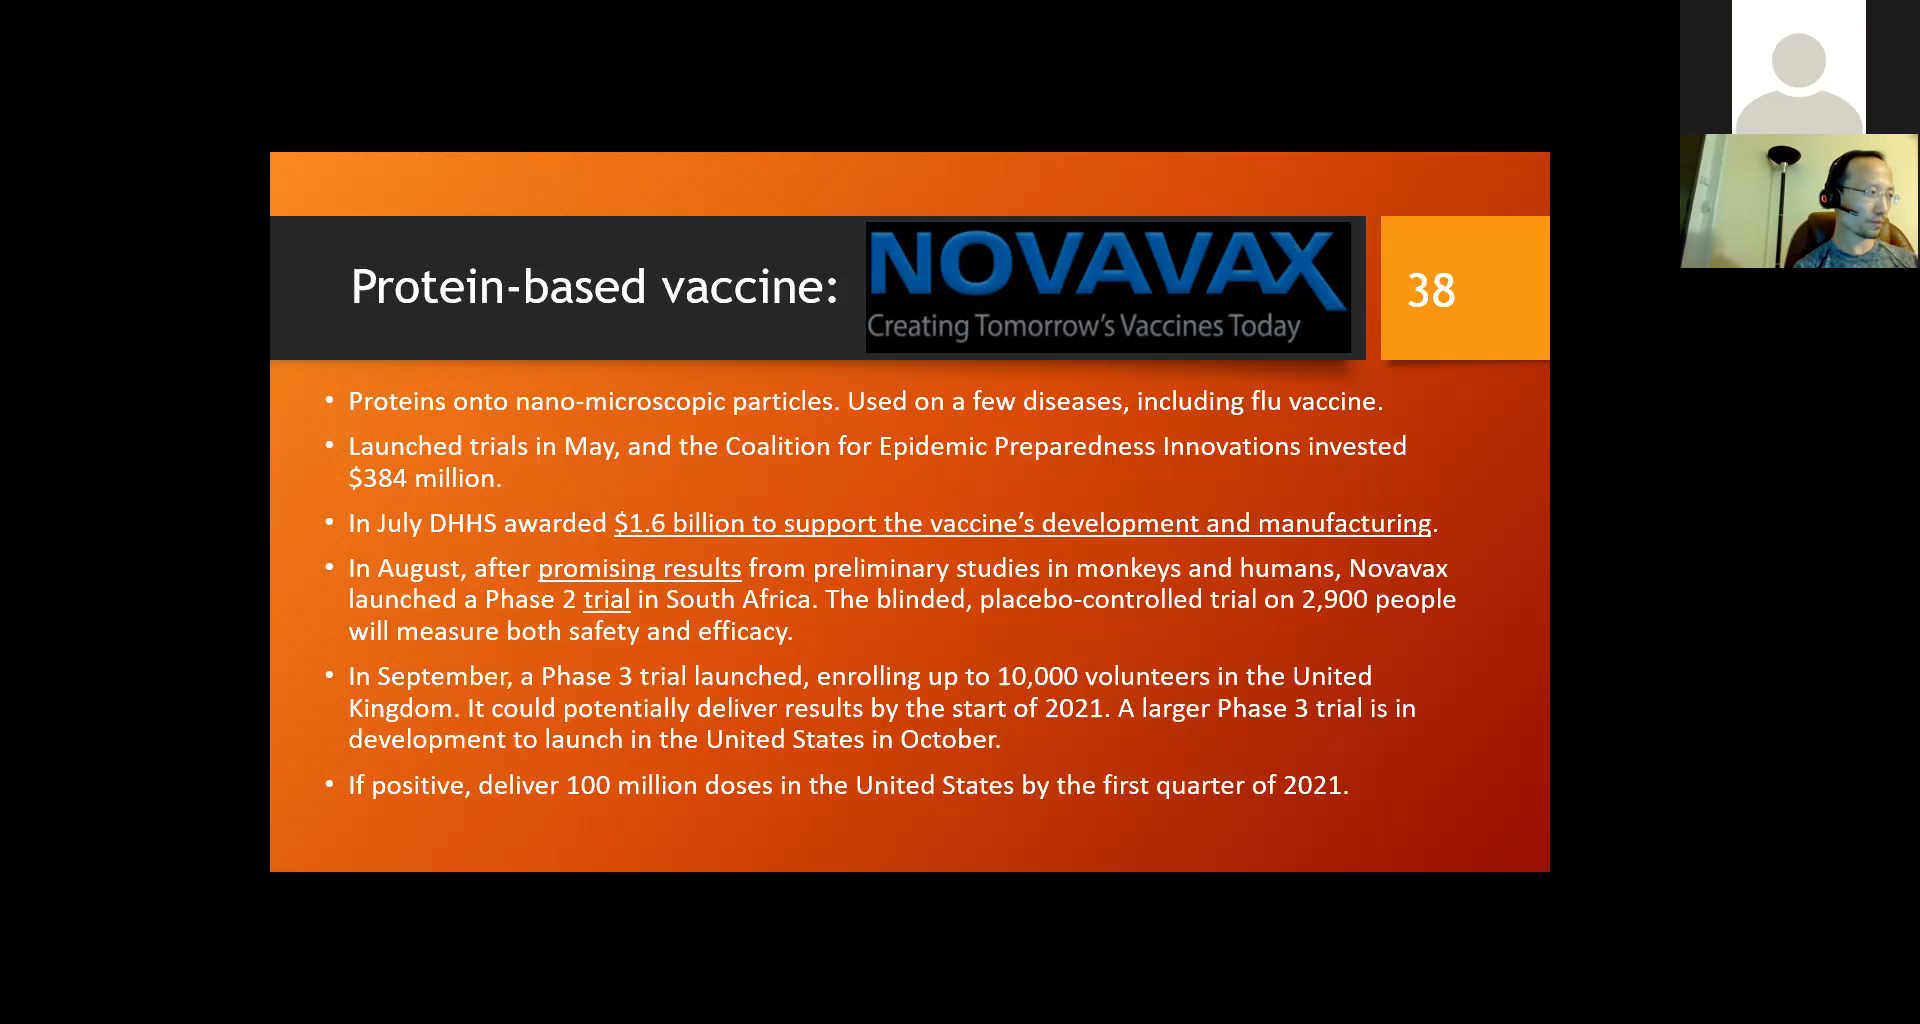 Protein-based vaccine:
NOVAVAX
Creating Tomorrow's Vaccines Today
38
• Proteins onto nano-microscopic particles. Used on a few diseases, including flu vaccine.
• Launched trials in May, and the Coalition for Epidemic Preparedness Innovations invested
$384 million.
• In July DHHS awarded $1.6 billion to support the vaccine’s development and manufacturing.
• In August, after promising results from preliminary studies in monkeys and humans, Novavax
launched a Phase 2 trial in South Africa. The blinded, placebo-controlled trial on 2,900 people
will measure both safety and efficacy.
• In September, a Phase 3 trial launched, enrolling up to 10,000 volunteers in the United
Kingdom. It could potentially deliver results by the start of 2021. A larger Phase 3 trial is in
development to launch in the United States in October.
• If positive, deliver 100 million doses in the United States by the first quarter of 2021.